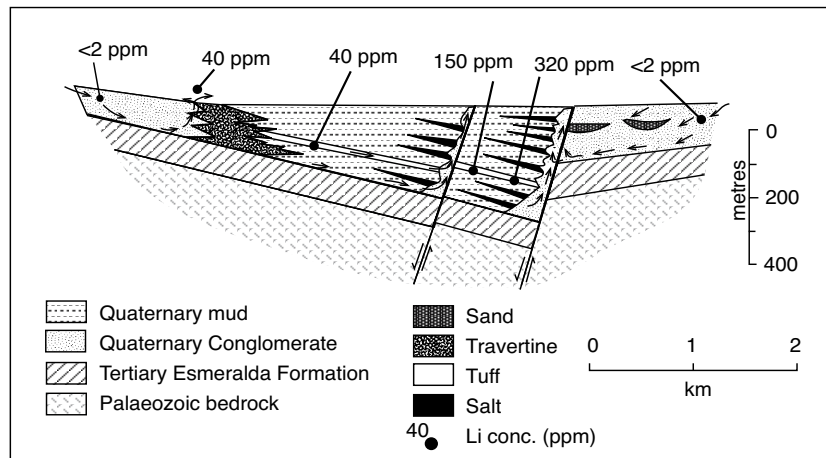 <2 ppm
40 ppm
40 ppm
150 ppm
320 ppm
<2 ppm
0
200
400
metres
Quaternary mud
Quaternary Conglomerate
Tertiary Esmeralda Formation
Palaeozoic bedrock
Sand
Travertine
Tuff
Salt
40 Li conc. (ppm)
0 1 2
km